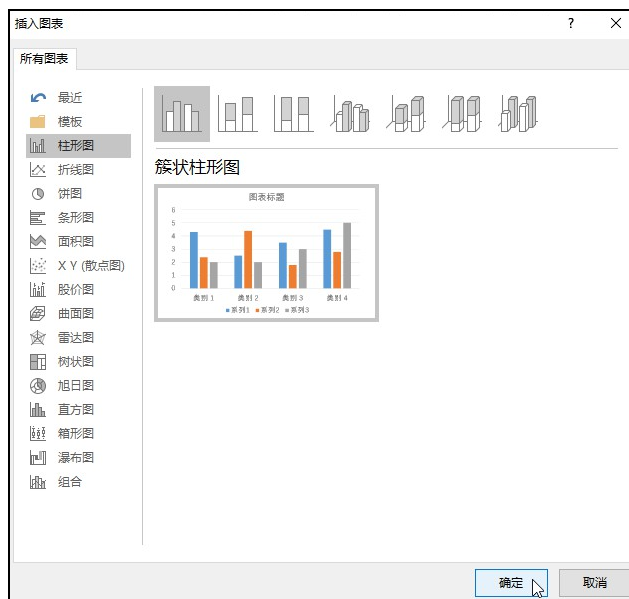 插入图表
?
所有图表
最近
模板
柱形图
折线图
饼图
条形图
面积图
X Y (散点图)
股价图
曲面图
雷达图
树状图
旭日图
直方图
箱形图
瀑布图
组合
簇状柱形图
图表标题
6
5
4
3
2
1
0
类别 1 类别 2 类别 3 类别 4
系列1 系列2 系列3
确定 取消